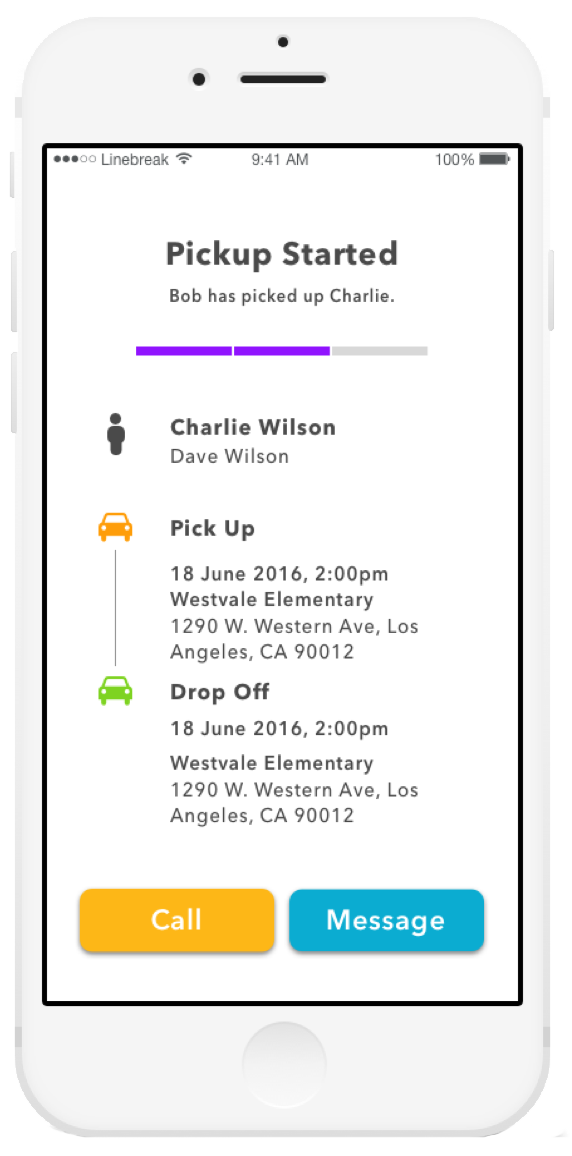 Linebreak 9:41 AM 100%
Pickup Started
Bob has picked up Charlie.
Charlie Wilson
Dave Wilson
Pick Up
18 June 2016, 2:00pm
Westvale Elementary
1290 W. Western Ave, Los
Angeles, CA 90012
Drop Off
18 June 2016, 2:00pm
Westvale Elementary
1290 W. Western Ave, Los
Angeles, CA 90012
Call Message